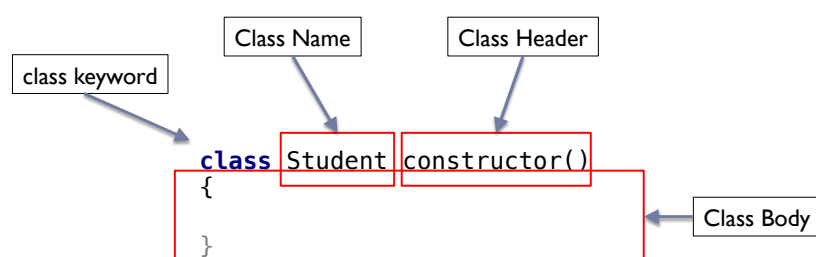 Class Name
Class Header
class keyword
class Student constructor()
{
Class Body
}